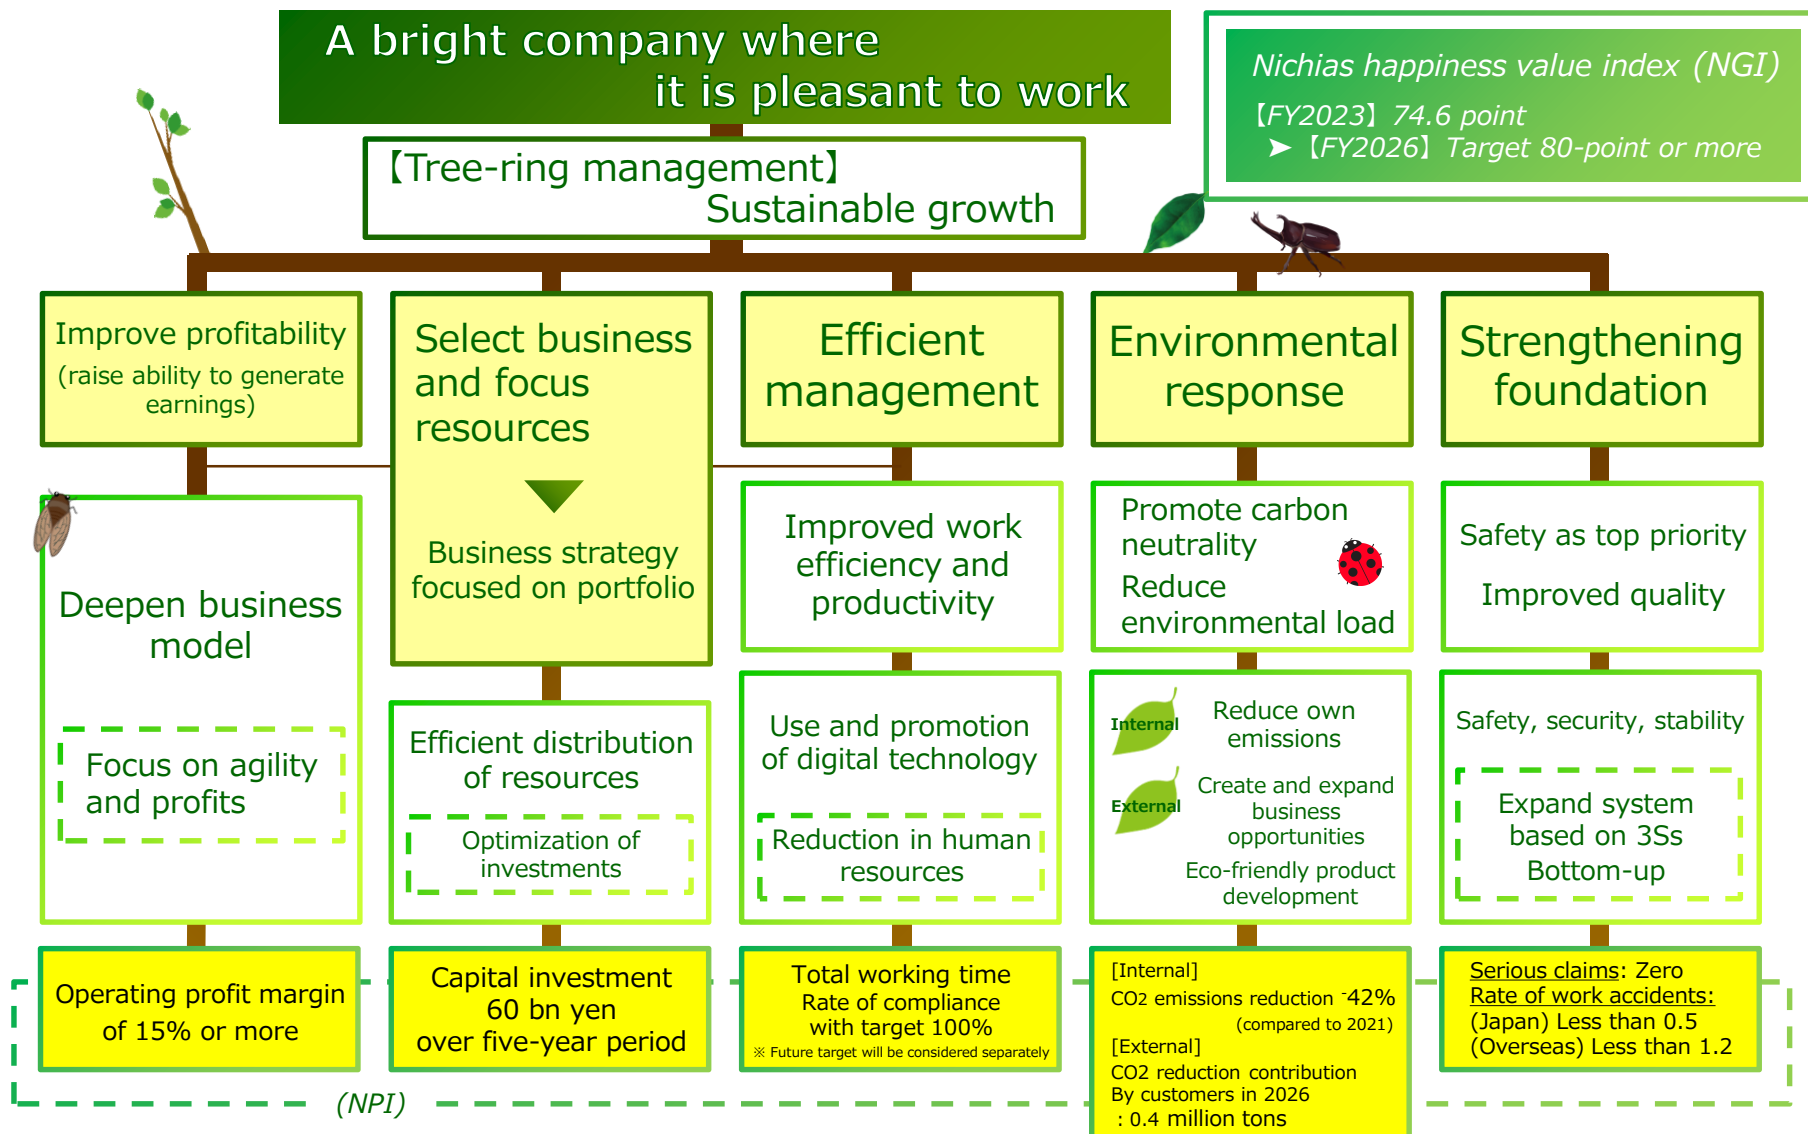 A bright company where
it is pleasant to work
Nichias happiness value index (NGI)
【FY2023】74.6 point
➤【FY2026】Target 80-point or more
【Tree-ring management】
Sustainable growth
Improve profitability
(raise ability to generate
earnings)
Deepen business
model
Focus on agility
and profits
Operating profit margin
of 15% or more
Select business
and focus
resources
Business strategy
focused on portfolio
Efficient distribution
of resources
Optimization of
investments
Capital investment
60 bn yen
over five-year period
Efficient
management
Improved work
efficiency and
productivity
Use and promotion
of digital technology
Reduction in human
resources
Total working time
Rate of compliance
with target 100%
※ Future target will be considered separately
Environmental
response
Promote carbon
neutrality
Reduce
environmental load
Internal
Reduce own
emissions
External
Create and expand
business
opportunities
Eco-friendly product
development
[Internal]
CO2 emissions reduction -42%
(compared to 2021)
[External]
CO2 reduction contribution
By customers in 2026
: 0.4 million tons
Strengthening
foundation
Safety as top priority
Improved quality
Safety, security, stability
Expand system
based on 3Ss
Bottom-up
Serious claims: Zero
Rate of work accidents:
(Japan) Less than 0.5
(Overseas) Less than 1.2
(NPI)